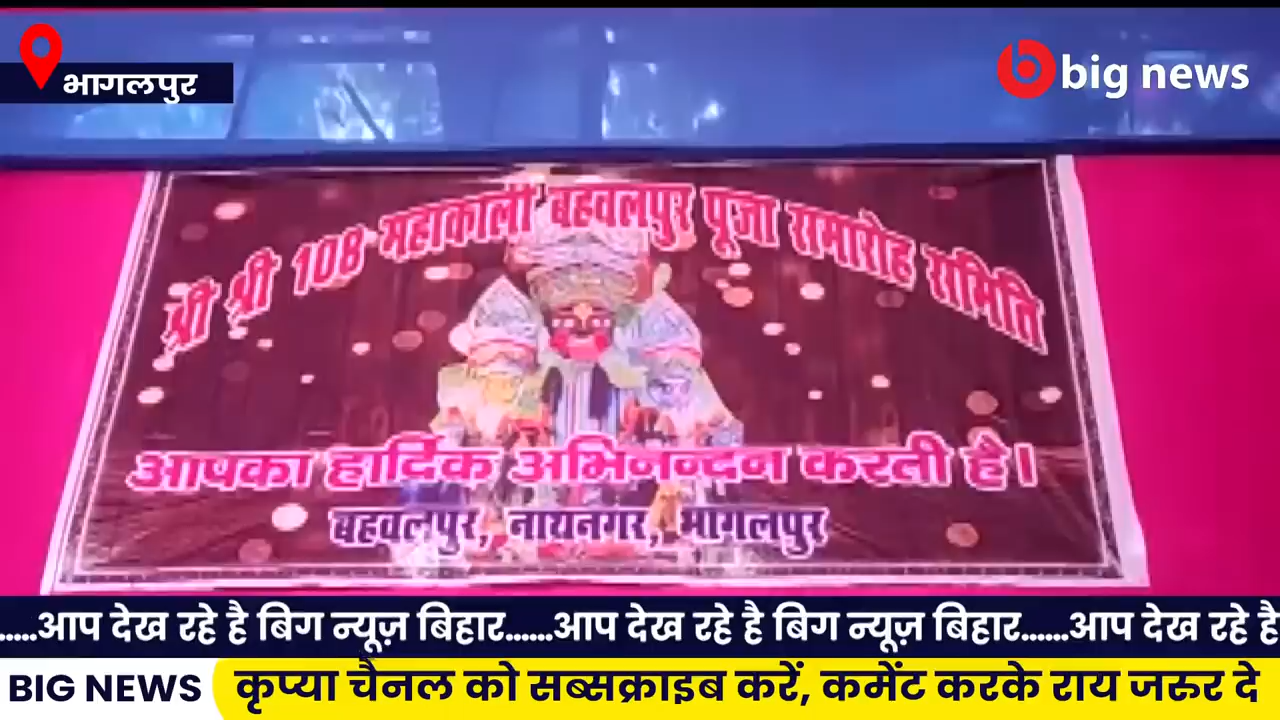 भागलपुर
big news
श्री श्री 108 महाकाली बहवलपुर पूजा समारोह समिति
आपका हार्दिक अभिनन्दन करती है।
बहवलपुर, नाथनगर, भागलपुर
......आप देख रहे है बिग न्यूज़ बिहार......आप देख रहे है बिग न्यूज़ बिहार......आप देख रहे है
BIG NEWS
कृप्या चैनल को सब्सक्राइब करें, कमेंट करके राय जरुर दे